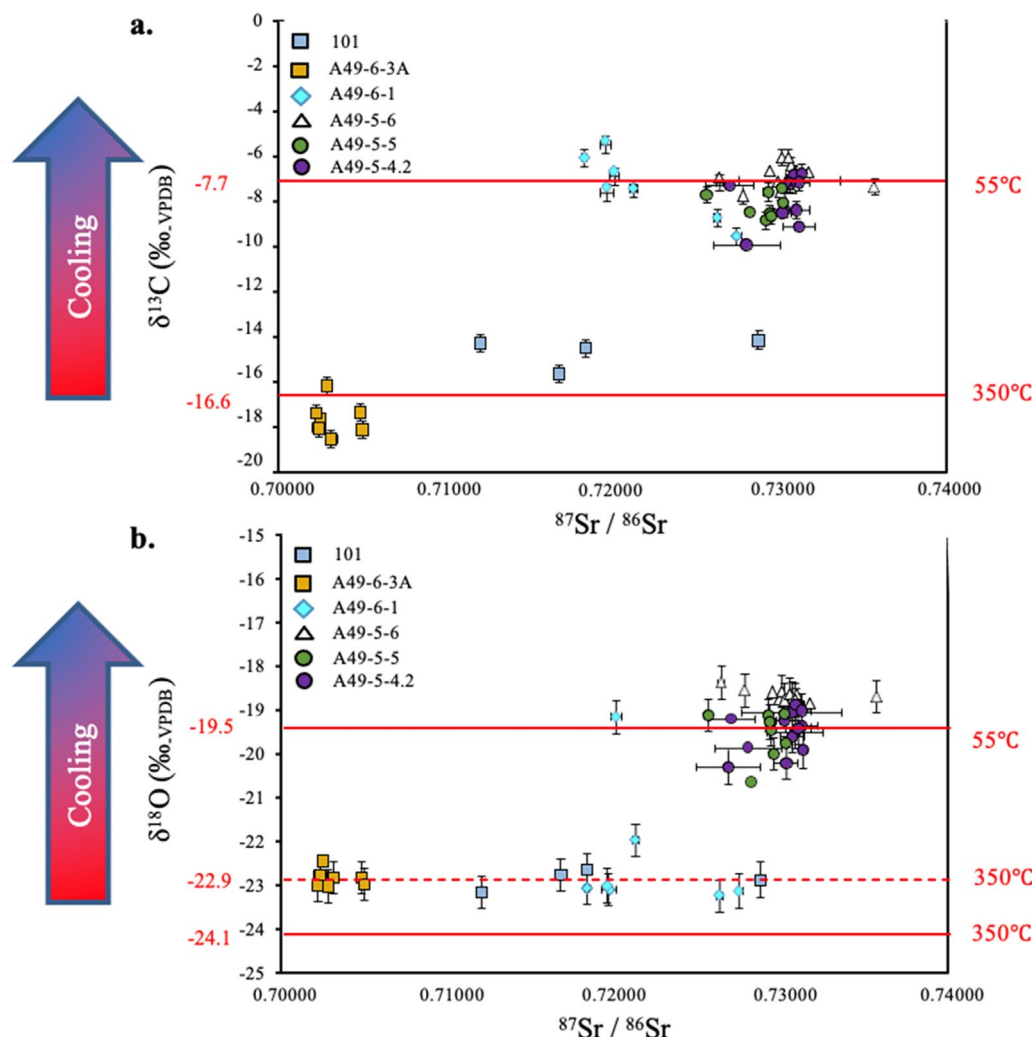 a.
0
-2
-4
-6
-8
-10
-12
-14
-16
-18
-20
101
A49-6-3A
A49-6-1
A49-5-6
A49-5-5
A49-5-4.2
Cooling
δ¹³C (‰-VPDB)
-7.7
-16.6
55°C
350°C
0.70000 0.71000 0.72000 0.73000 0.74000
⁸⁷Sr / ⁸⁶Sr
b.
-15
-16
-17
-18
-19
-20
-21
-22
-23
-24
-25
101
A49-6-3A
A49-6-1
A49-5-6
A49-5-5
A49-5-4.2
Cooling
δ¹⁸O (‰-VPDB)
-19.5
-22.9
-24.1
55°C
350°C
350°C
0.70000 0.71000 0.72000 0.73000 0.74000
⁸⁷Sr / ⁸⁶Sr